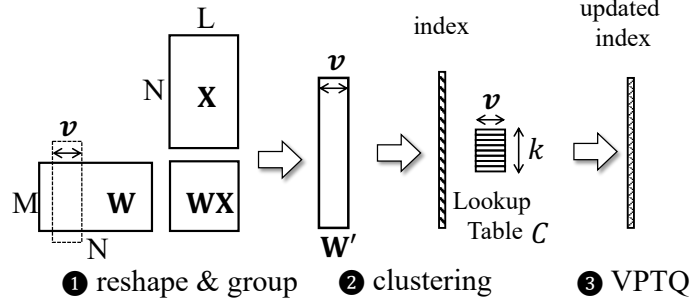 L
N
X
v
M
W
WX
N
v
W′
index
v
k
Lookup
Table C
updated
index
❶ reshape & group
❷ clustering
❸ VPTQ